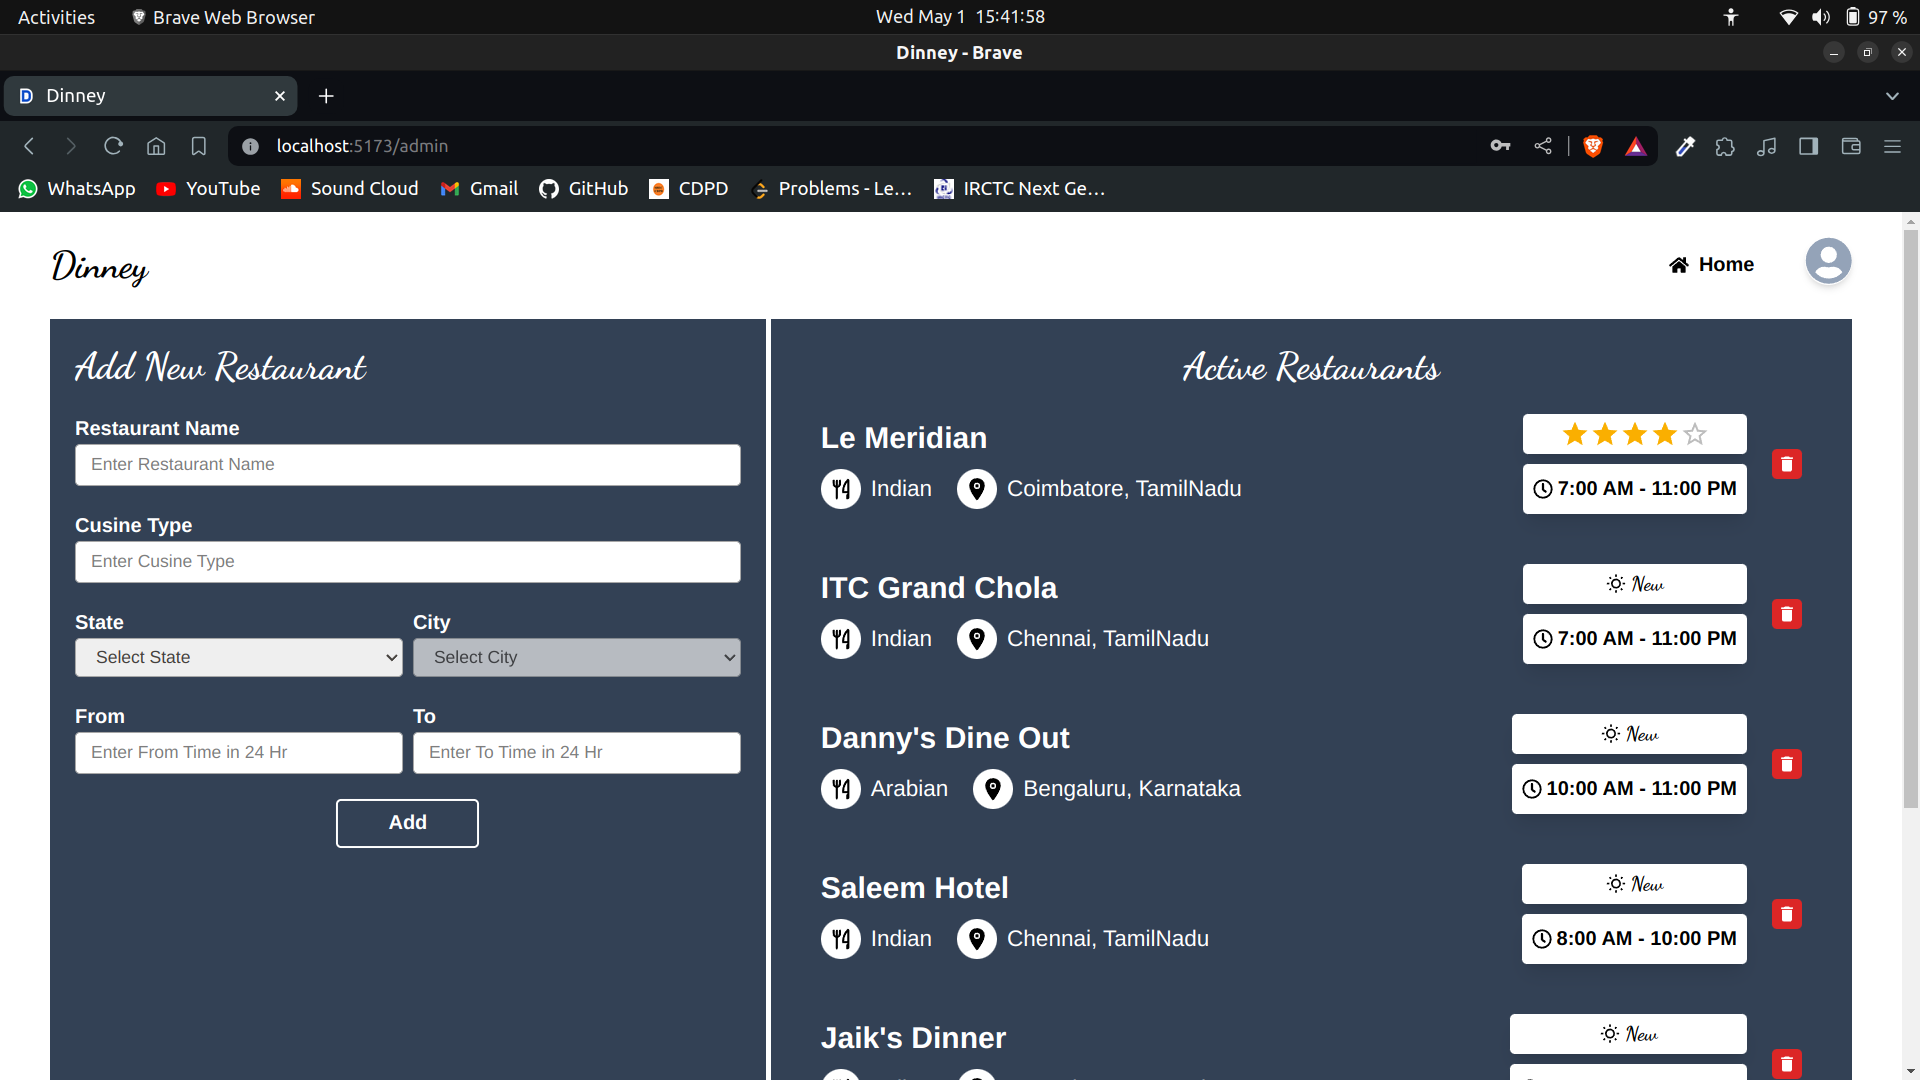 Activities
Brave Web Browser
Wed May 1 15:41:58
97 %
Dinney - Brave
Dinney
localhost:5173/admin
WhatsApp
YouTube
Sound Cloud
Gmail
GitHub
CDPD
Problems - Le...
IRCTC Next Ge...
Dinney
Home
Add New Restaurant
Restaurant Name
Enter Restaurant Name
Cusine Type
Enter Cusine Type
State
City
Select State
Select City
From
To
Enter From Time in 24 Hr
Enter To Time in 24 Hr
Add
Active Restaurants
Le Meridian
Indian
Coimbatore, TamilNadu
7:00 AM - 11:00 PM
ITC Grand Chola
New
Indian
Chennai, TamilNadu
7:00 AM - 11:00 PM
Danny's Dine Out
New
Arabian
Bengaluru, Karnataka
10:00 AM - 11:00 PM
Saleem Hotel
New
Indian
Chennai, TamilNadu
8:00 AM - 10:00 PM
Jaik's Dinner
New